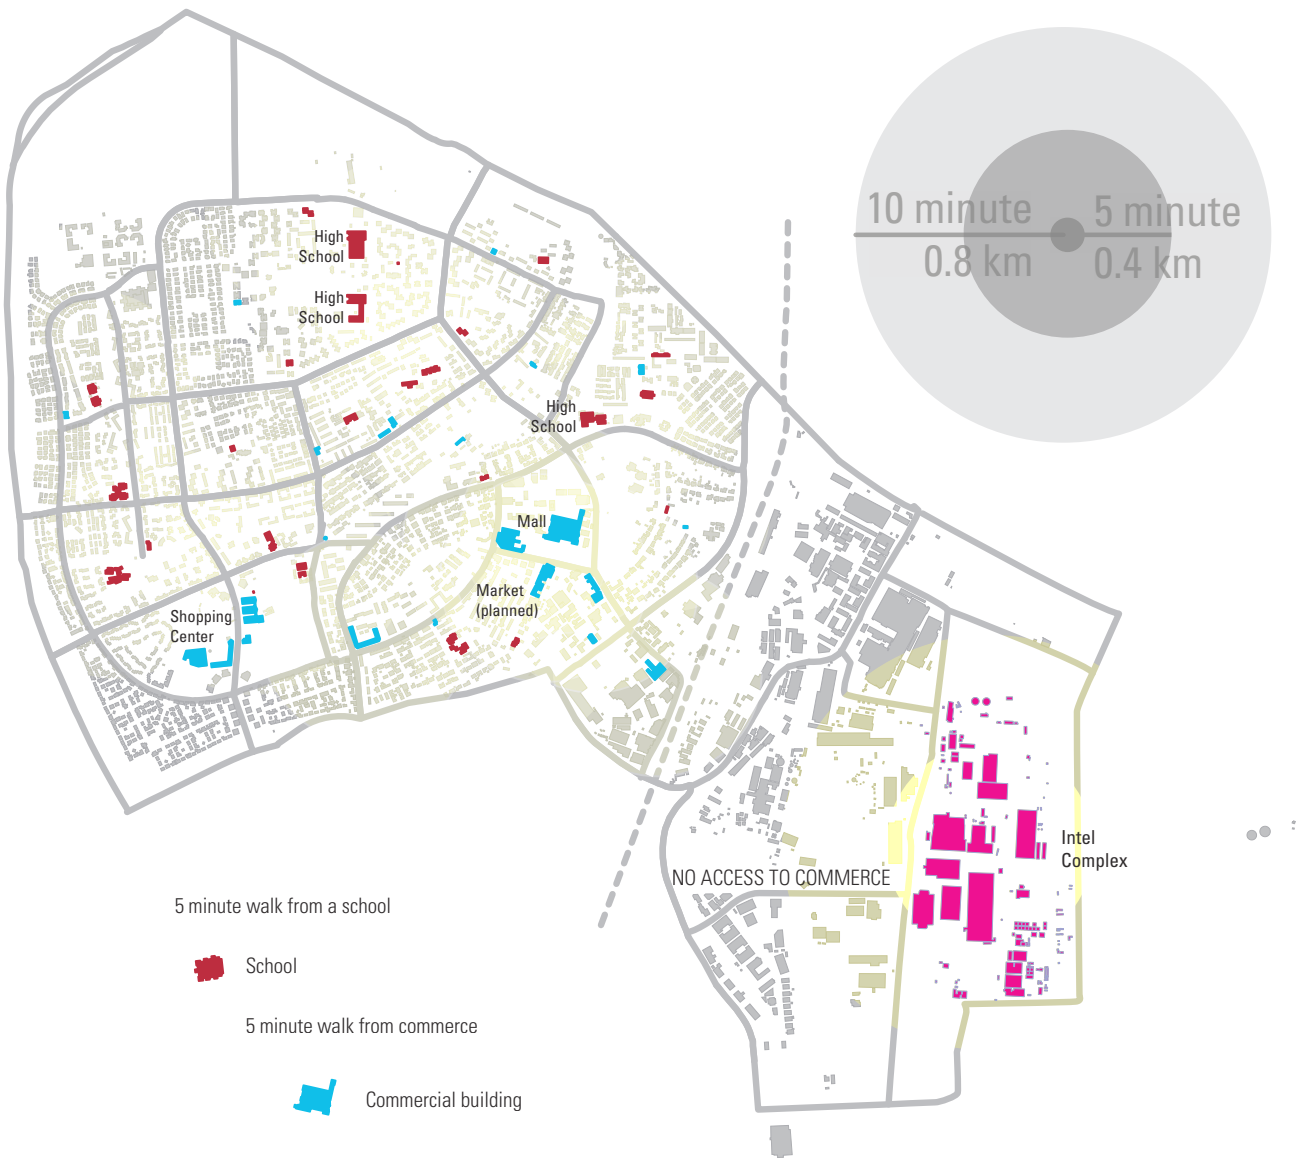 10 minute
0.8 km
5 minute
0.4 km
High
School
High
School
High
School
Mall
Market
(planned)
Shopping
Center
Intel
Complex
NO ACCESS TO COMMERCE
5 minute walk from a school
School
5 minute walk from commerce
Commercial building